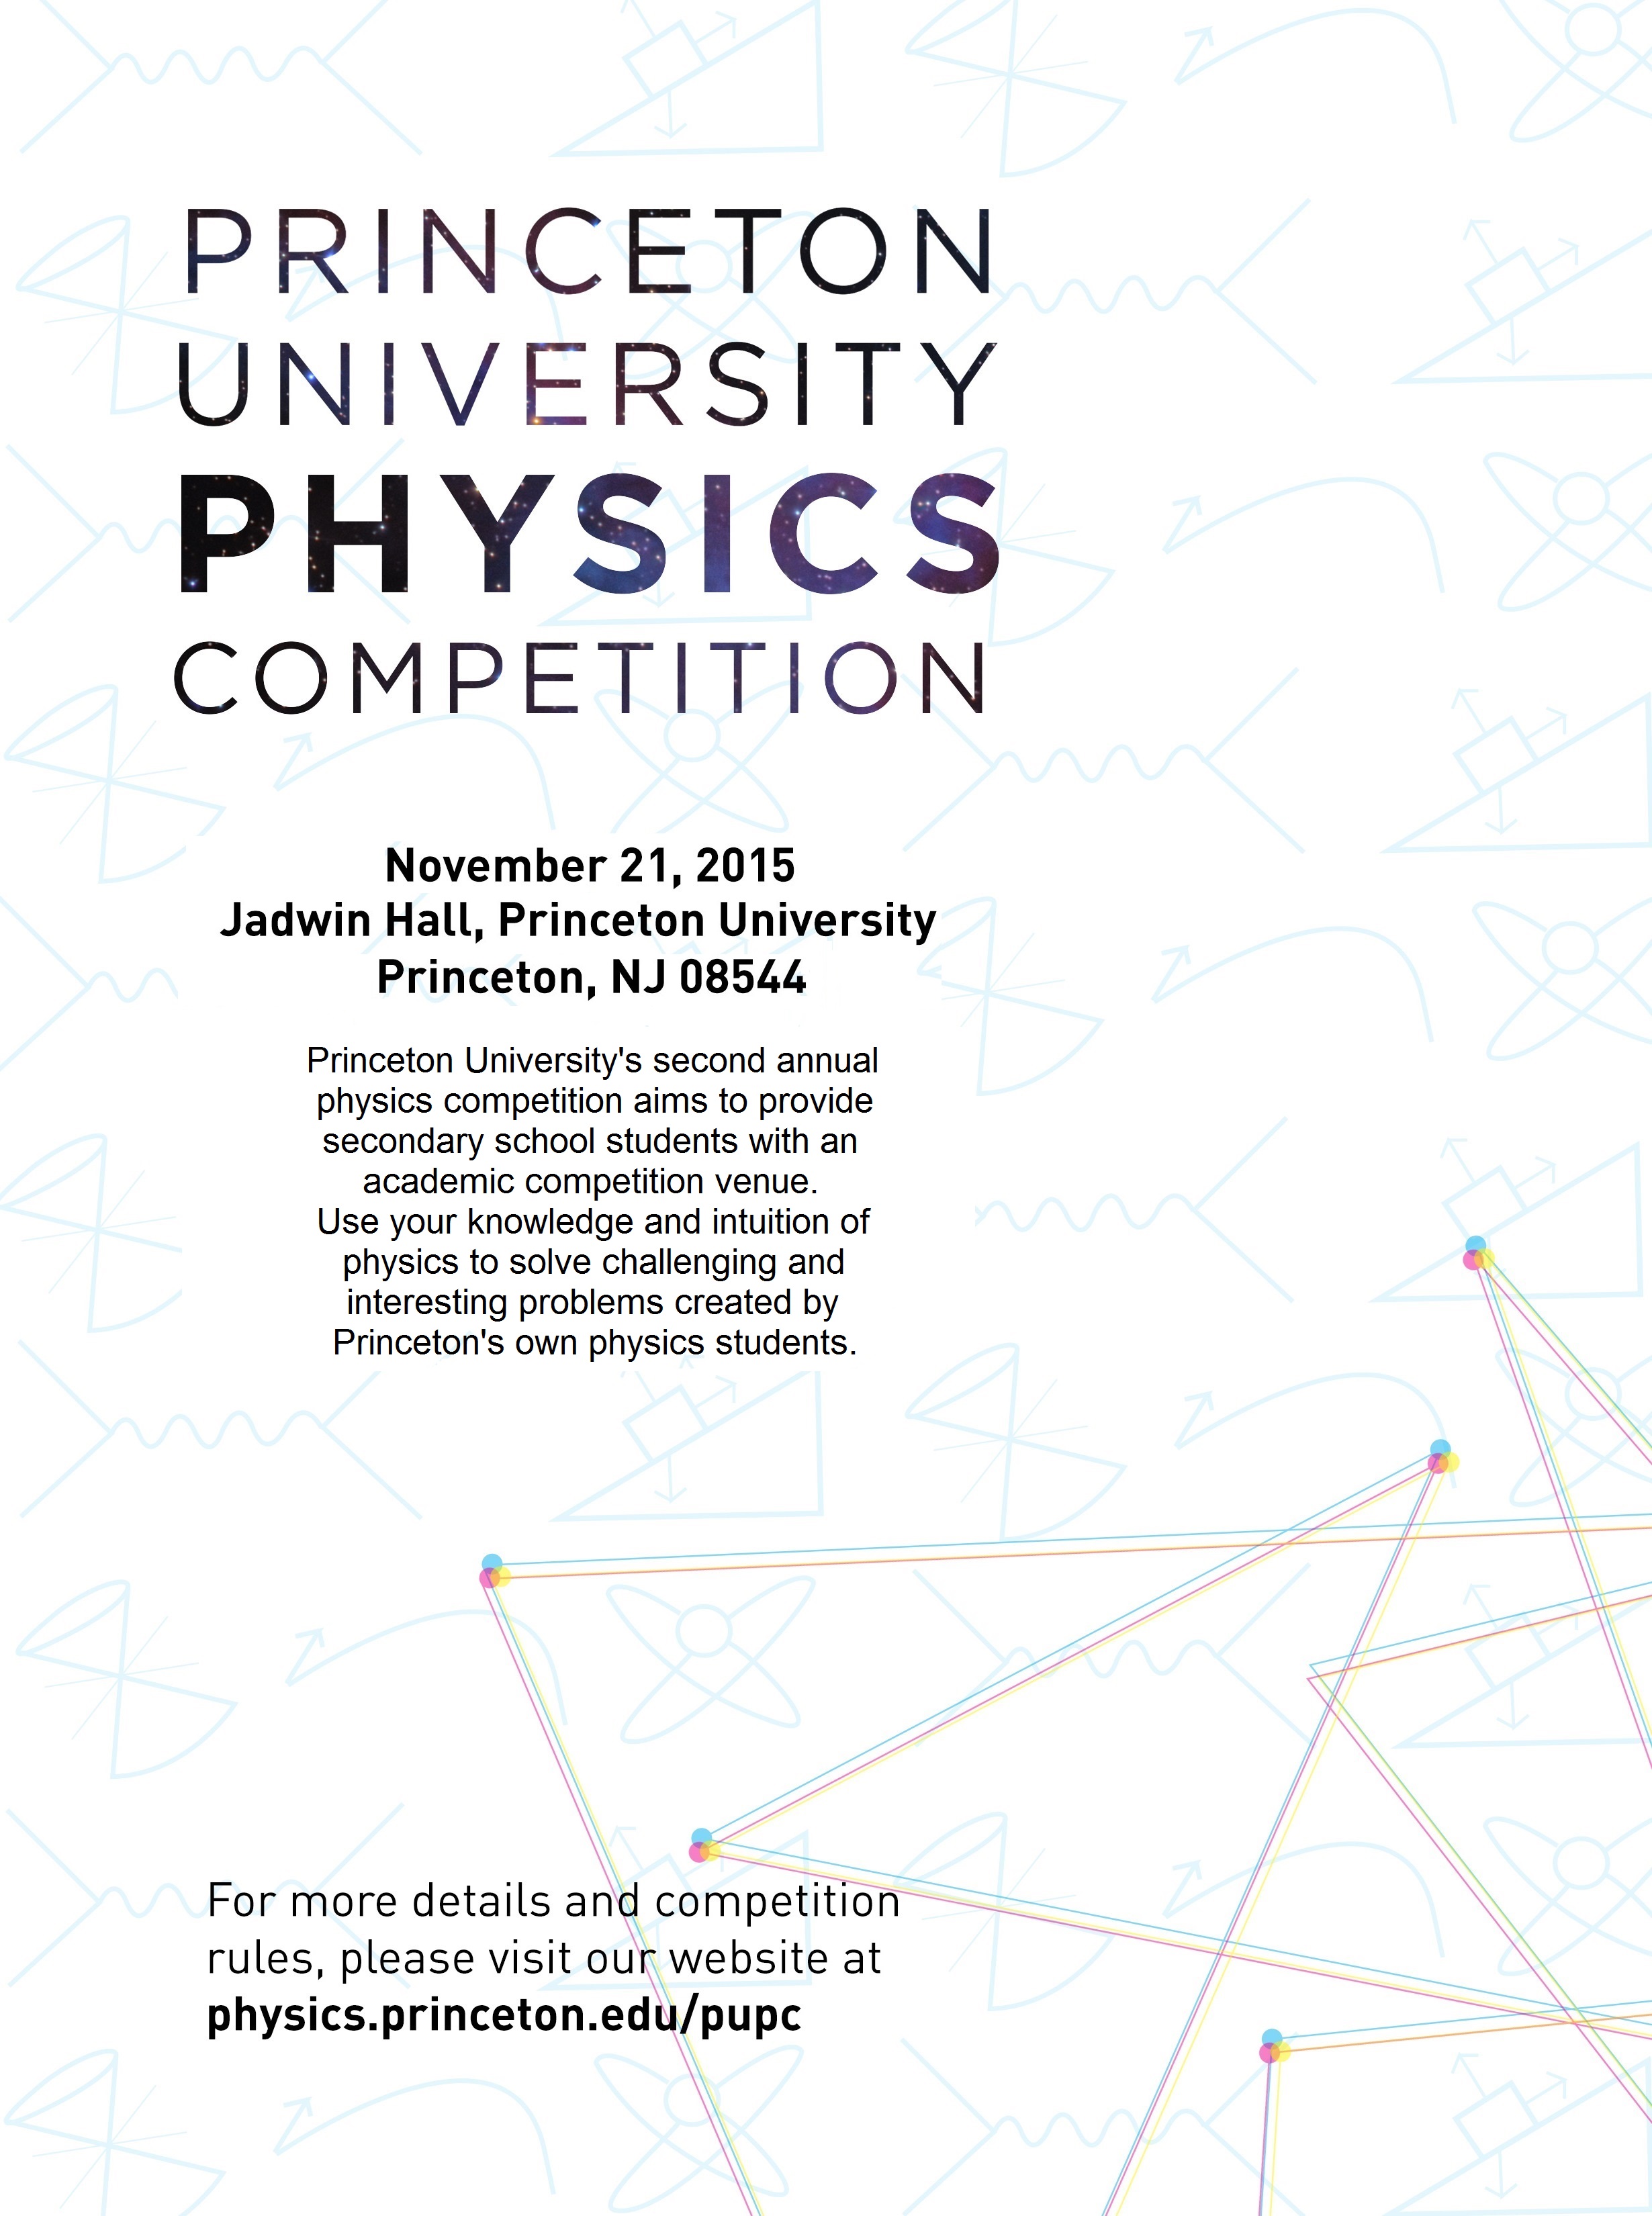 PRINCETON
UNIVERSITY
PHYSICS
COMPETITION
November 21, 2015
Jadwin Hall, Princeton University
Princeton, NJ 08544
Princeton University's second annual
physics competition aims to provide
secondary school students with an
academic competition venue.
Use your knowledge and intuition of
physics to solve challenging and
interesting problems created by
Princeton's own physics students.
For more details and competition
rules, please visit our website at
physics.princeton.edu/pupc